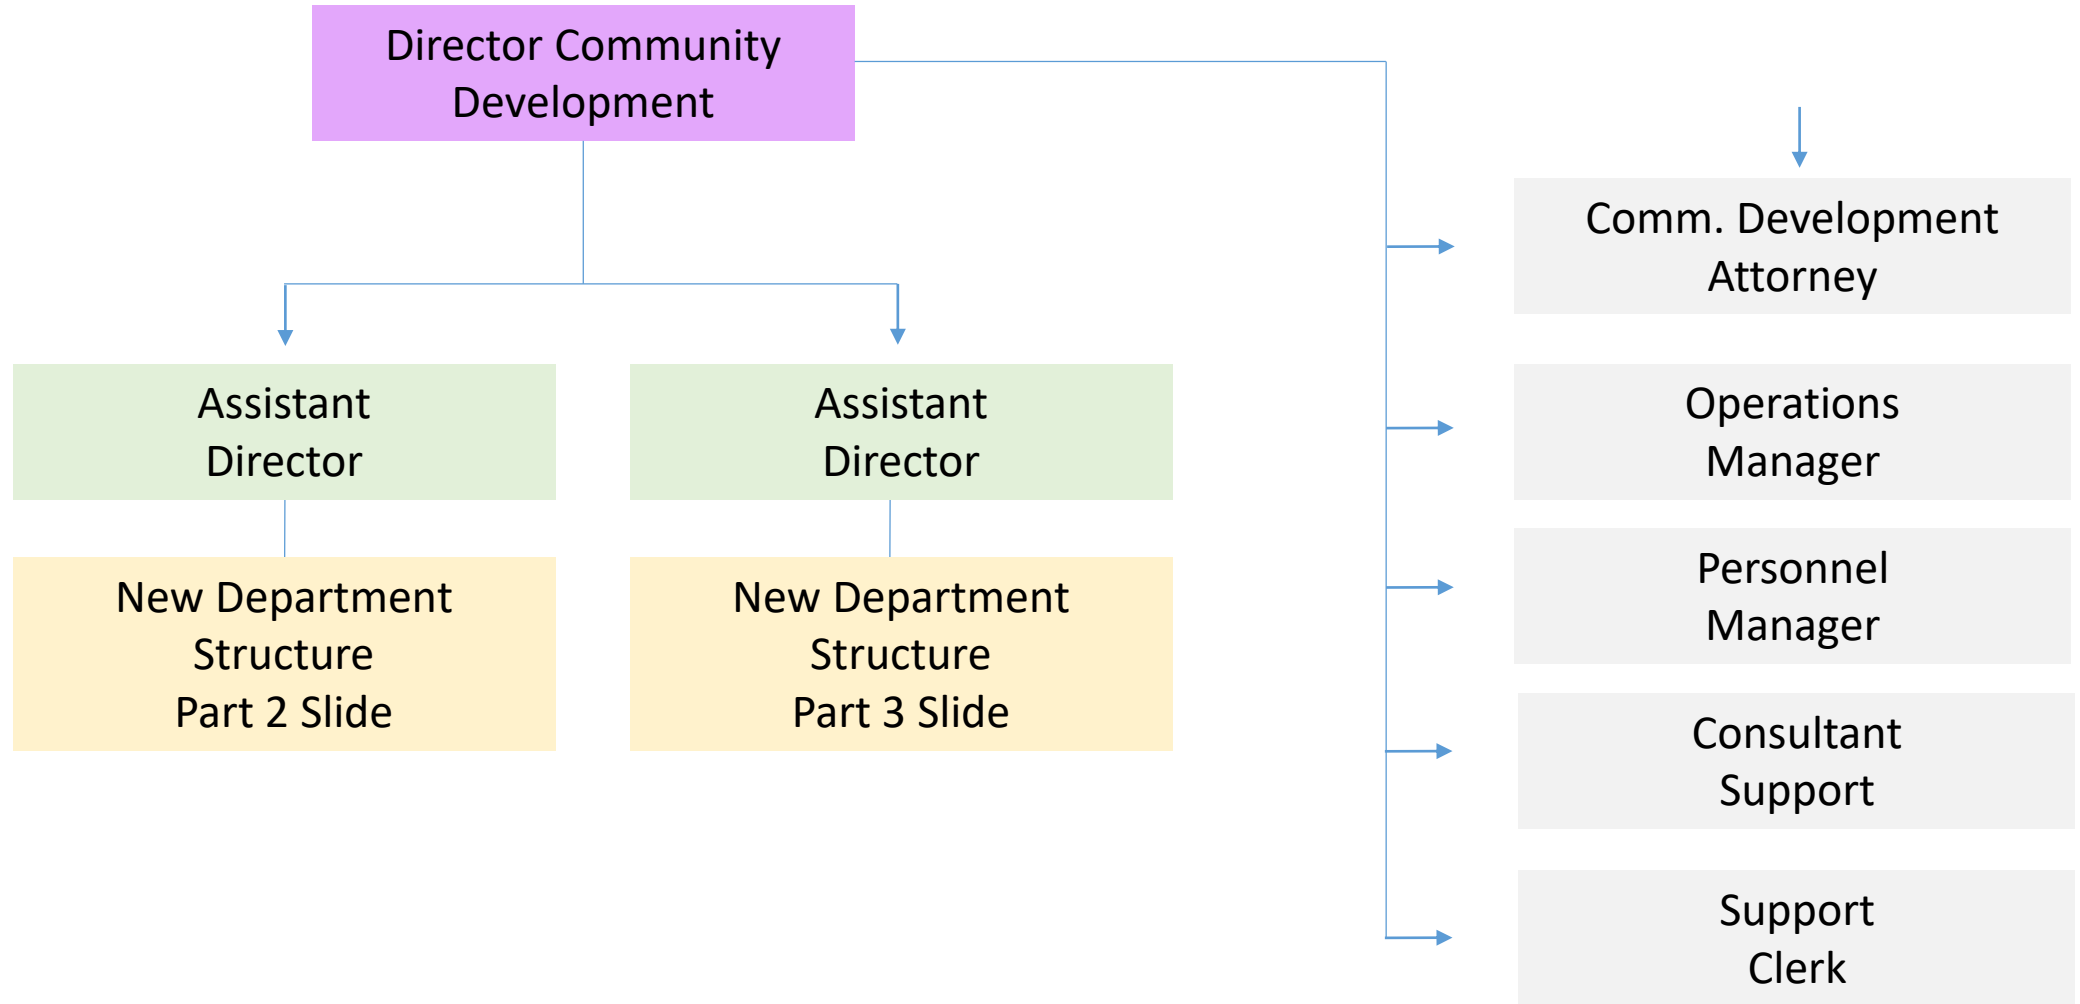 Director Community
Development
Assistant
Director
Assistant
Director
New Department
Structure
Part 2 Slide
New Department
Structure
Part 3 Slide
Comm. Development
Attorney
Operations
Manager
Personnel
Manager
Consultant
Support
Support
Clerk